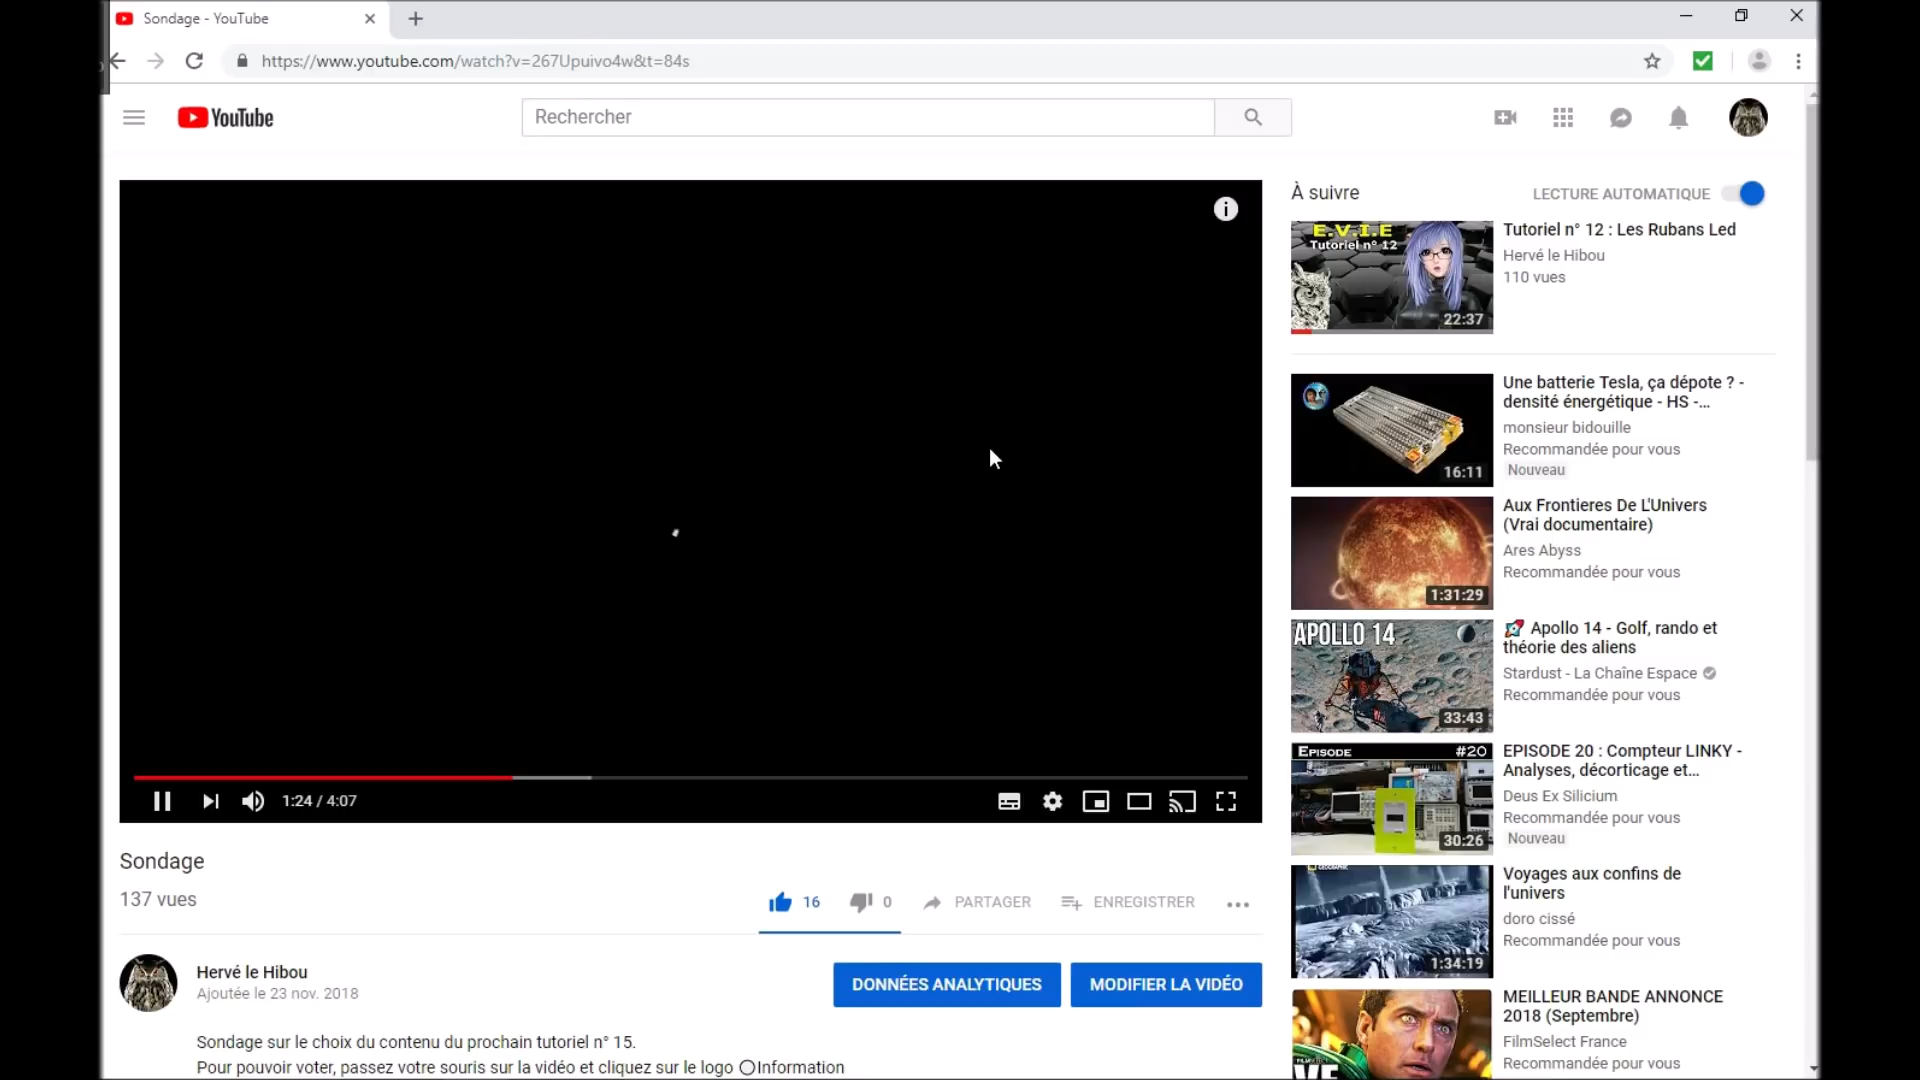 Sondage - YouTube
https://www.youtube.com/watch?v=267Upuivo4w&t=84s
YouTube
Rechercher
1:24 / 4:07
Sondage
137 vues
16
0
PARTAGER
ENREGISTRER
Hervé le Hibou
Ajoutée le 23 nov. 2018
DONNÉES ANALYTIQUES
MODIFIER LA VIDÉO
Sondage sur le choix du contenu du prochain tutoriel n° 15.
Pour pouvoir voter, passez votre souris sur la vidéo et cliquez sur le logo ⵔInformation
À suivre
LECTURE AUTOMATIQUE
E.V.I.E
Tutoriel n° 12
22:37
Tutoriel n° 12 : Les Rubans Led
Hervé le Hibou
110 vues
16:11
Une batterie Tesla, ça dépote ? -
densité énergétique - HS -...
monsieur bidouille
Recommandée pour vous
Nouveau
1:31:29
Aux Frontieres De L'Univers
(Vrai documentaire)
Ares Abyss
Recommandée pour vous
APOLLO 14
33:43
🚀 Apollo 14 - Golf, rando et
théorie des aliens
Stardust - La Chaîne Espace
Recommandée pour vous
EPISODE #20
30:26
EPISODE 20 : Compteur LINKY -
Analyses, décorticage et...
Deus Ex Silicium
Recommandée pour vous
Nouveau
1:34:19
Voyages aux confins de
l'univers
doro cissé
Recommandée pour vous
MEILLEUR BANDE ANNONCE
2018 (Septembre)
FilmSelect France
Recommandée pour vous